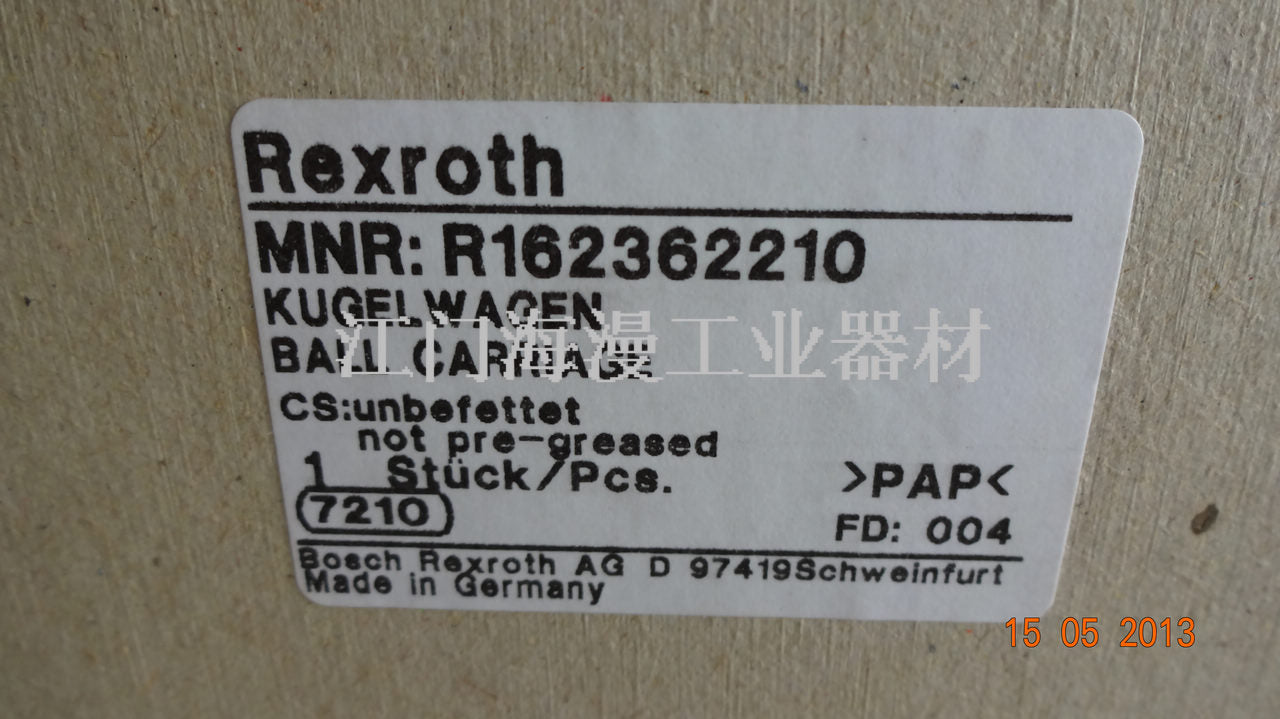 Rexroth
MNR: R162362210
KUGELWAGEN
江门海漫工业器材
BALL CARRIAGE
CS:unbefettet
not pre-greased
1 Stück/Pcs.
>PAP<
7210
FD: 004
Bosch Rexroth AG D 97419Schweinfurt
Made in Germany
15 05 2013